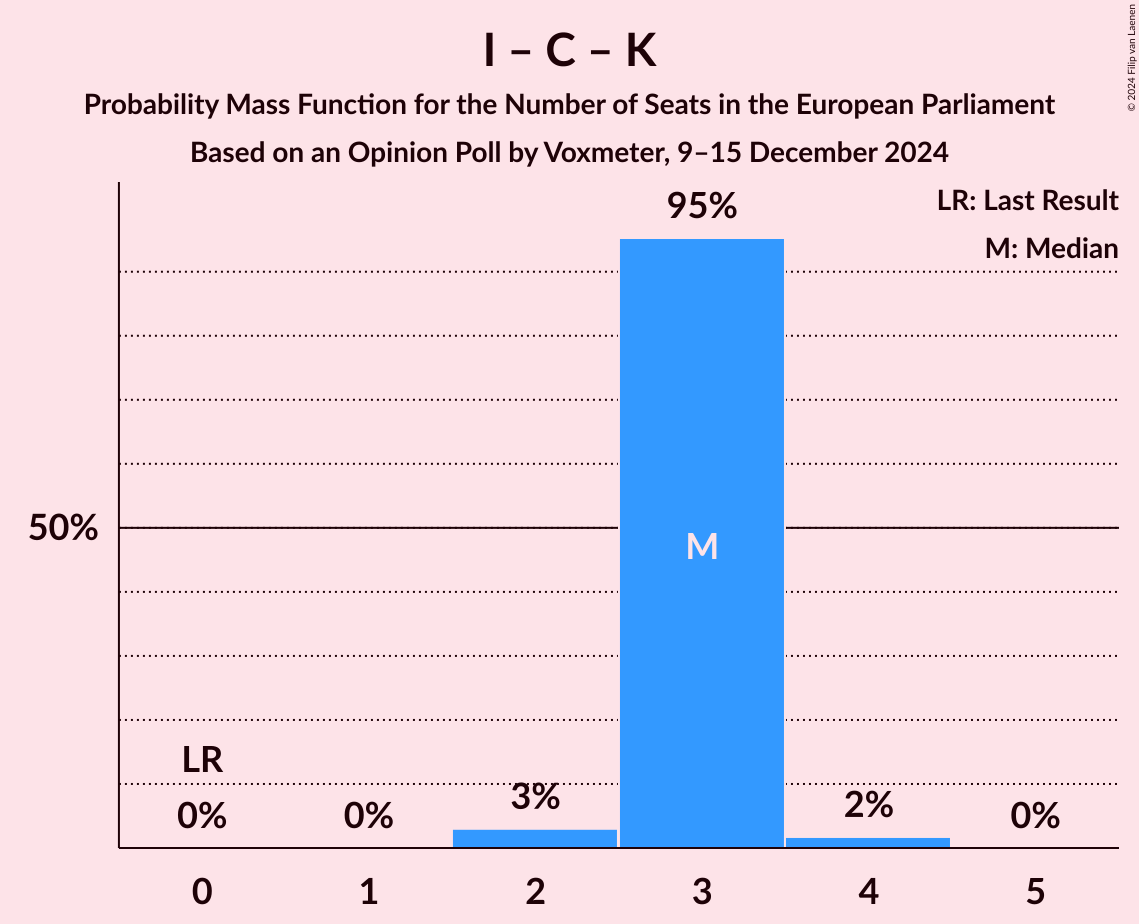 I – C – K
Probability Mass Function for the Number of Seats in the European Parliament
Based on an Opinion Poll by Voxmeter, 9–15 December 2024
© 2024 Filip van Laenen
LR: Last Result
M: Median
95%
50%
M
LR
0%
0%
3%
2%
0%
0
1
2
3
4
5